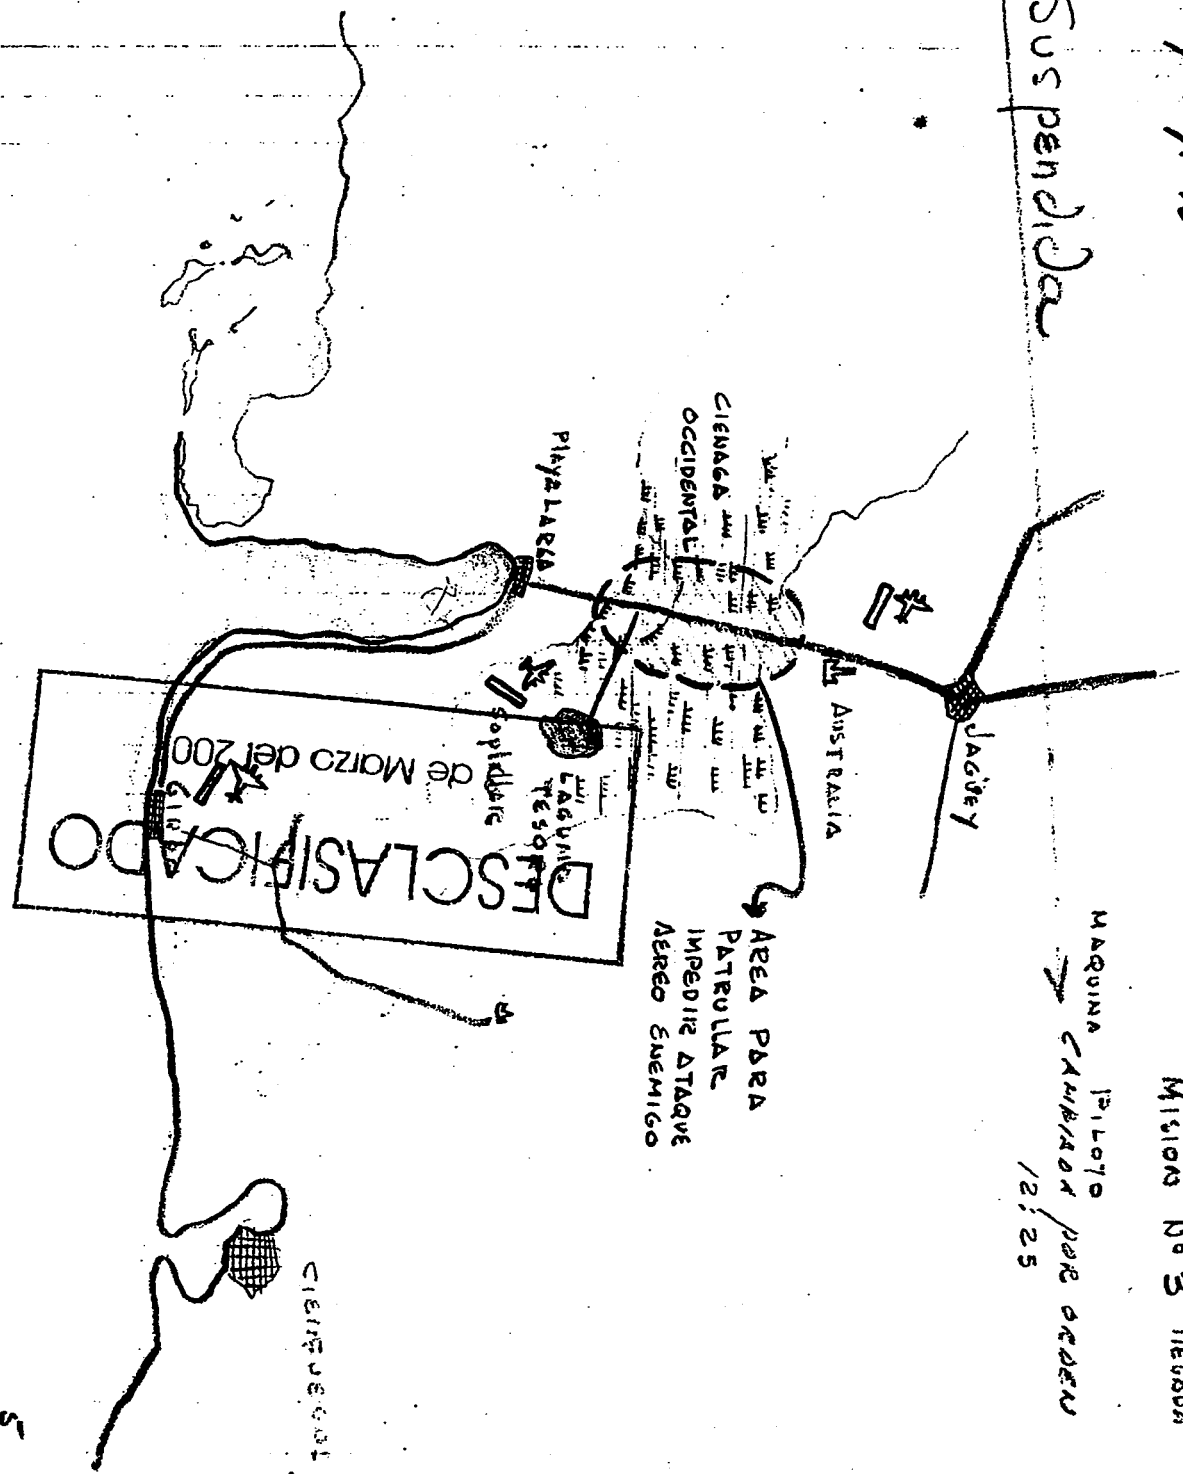 MISION Nº 3
MAQUINA PILOTO
CAMBIADA POR ORDEN
12:25
Suspendida
JAGÜEY
AUSTRALIA
CIENAGA
OCCIDENTAL
AREA PARA
PATRULLAR
IMPEDIR ATAQUE
AEREO ENEMIGO
PLAYA LARGA
LAGUNA
TESORO
Soplillar
GIRON
CIENFUEGOS
DESCLASIFICADO
de Marzo del 200
5